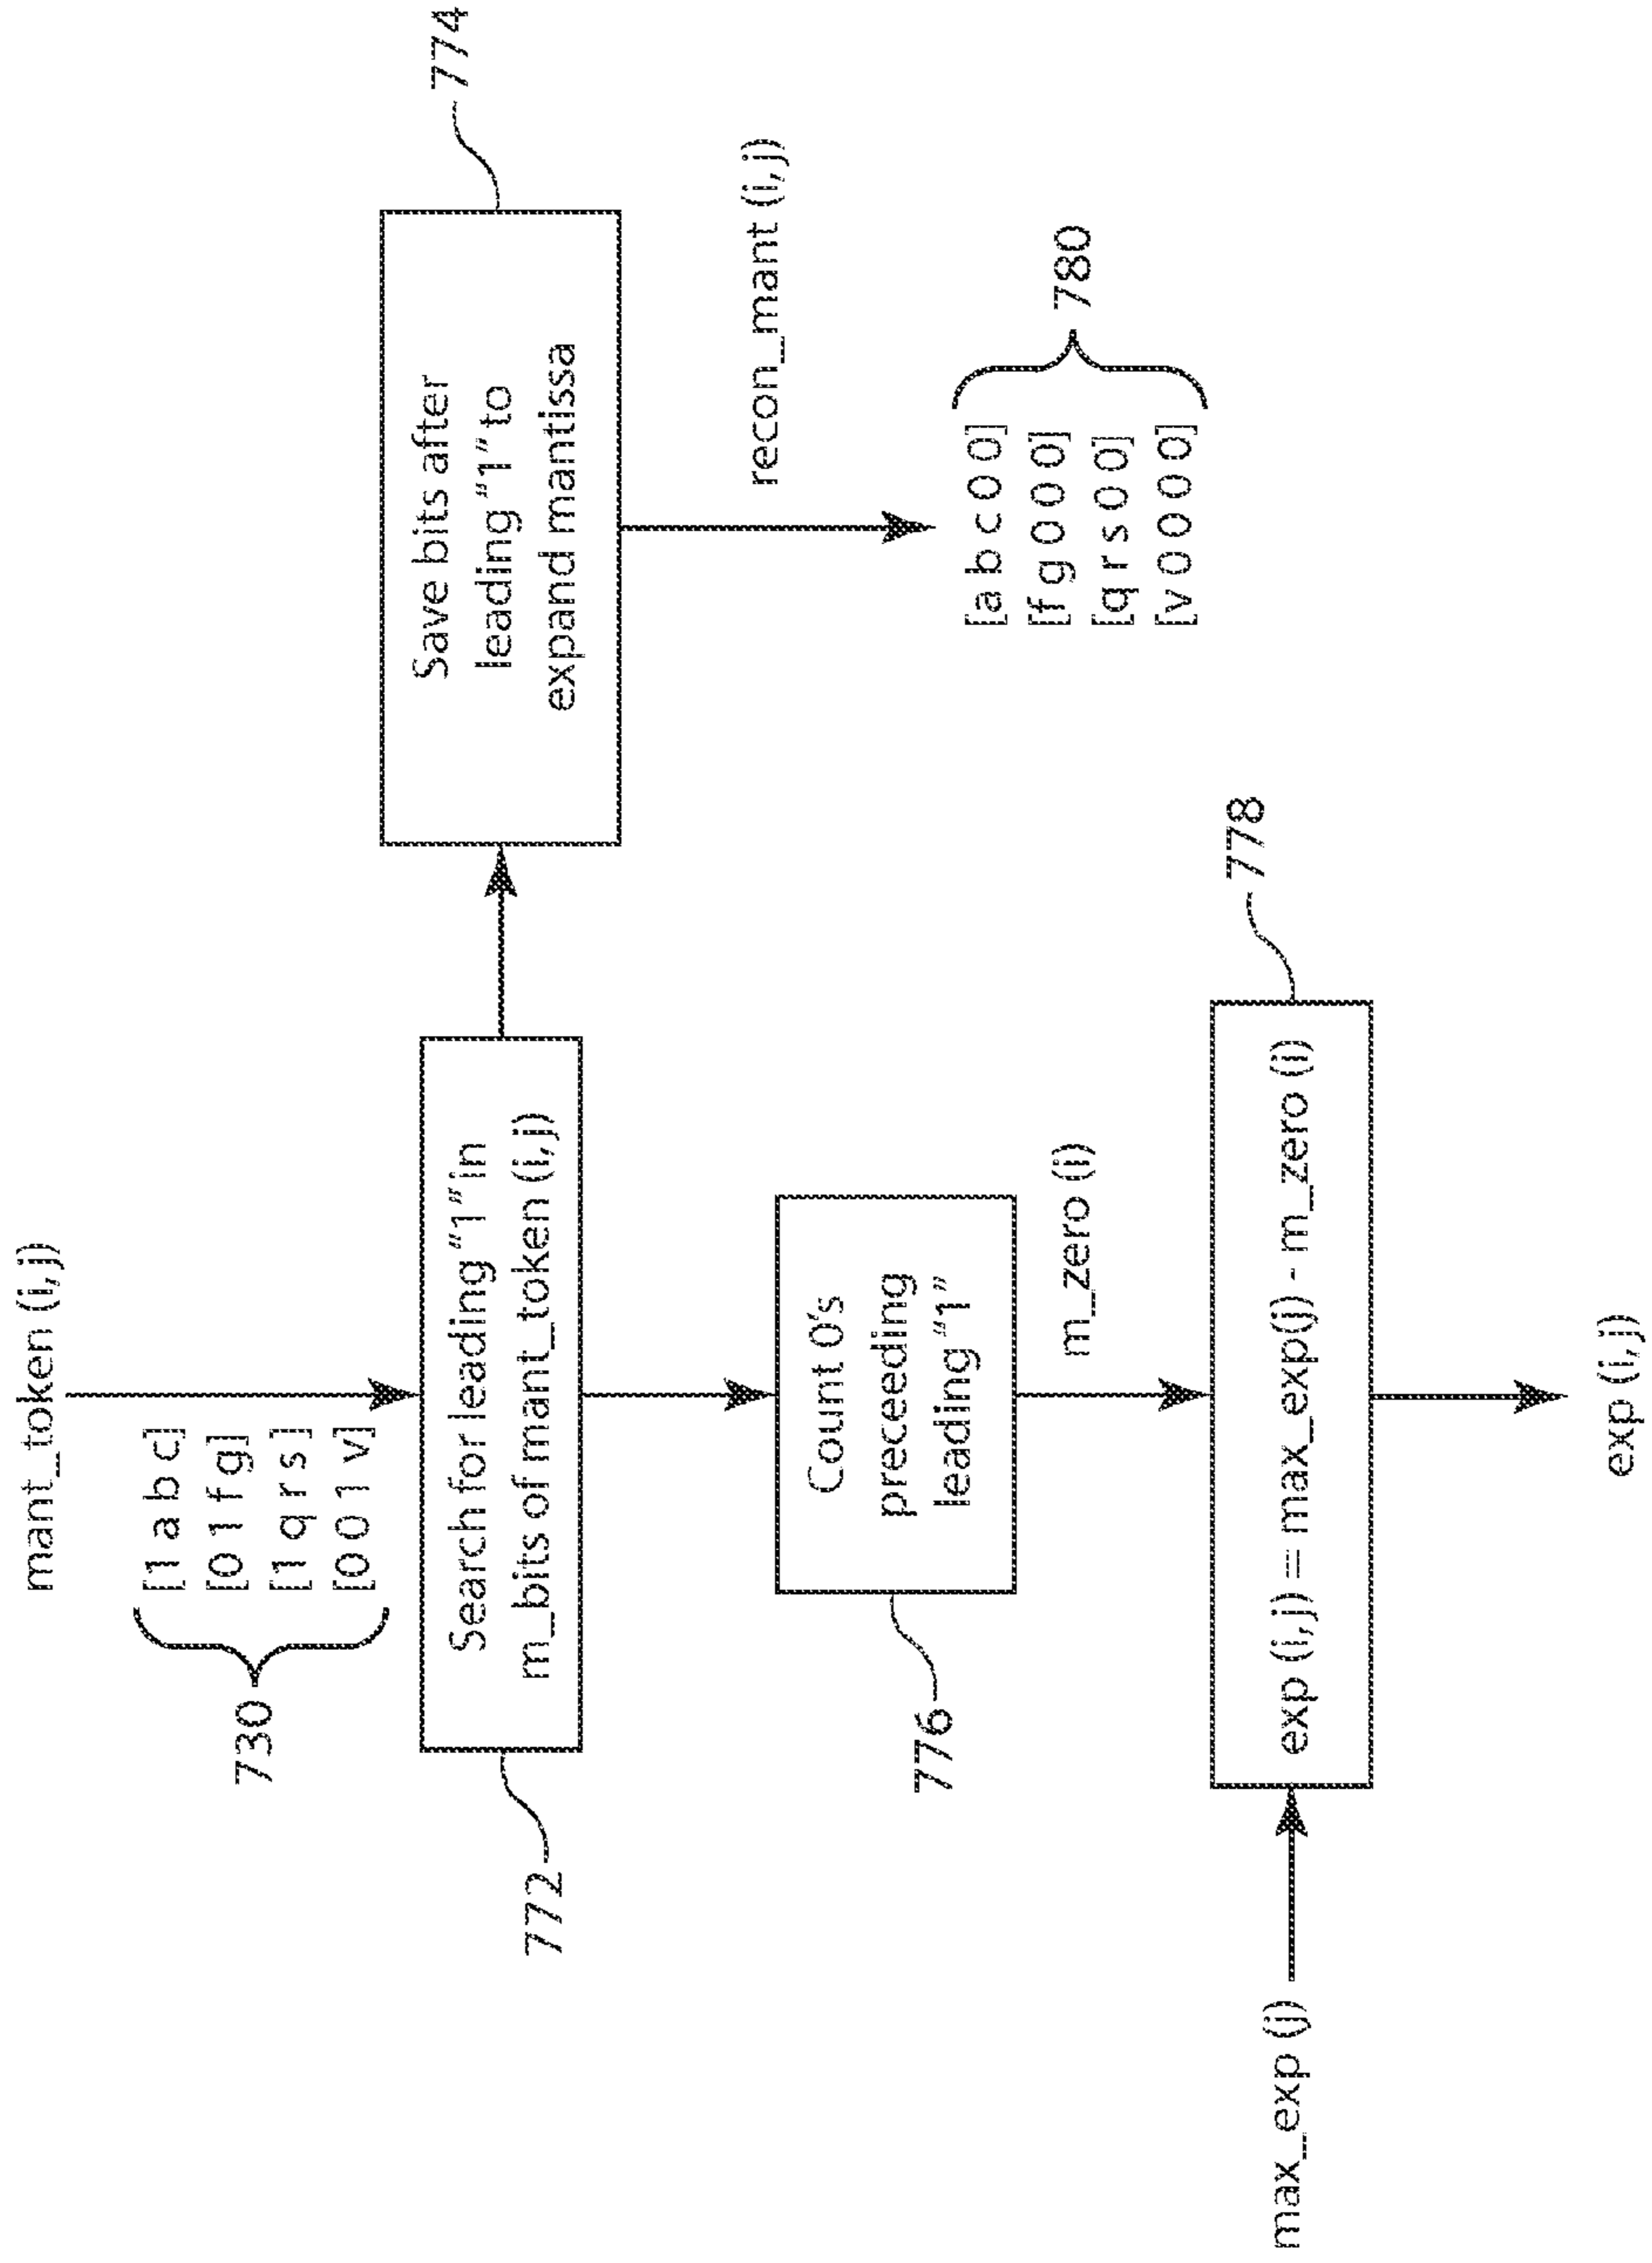 mant_token (i,j)
730
[1 a b c]
[0 1 f g]
[1 q r s]
[0 0 1 v]
772
Search for leading "1" in
m_bits of mant_token (i,j)
774
Save bits after
leading "1" to
expand mantissa
recon_mant (i,j)
[a b c 0 0]
[f g 0 0 0]
[q r s 0 0]
[v 0 0 0 0]
780
776
Count 0's
preceeding
leading "1"
m_zero (i)
max_exp (j)
778
exp (i,j) = max_exp(j) - m_zero (i)
exp (i,j)